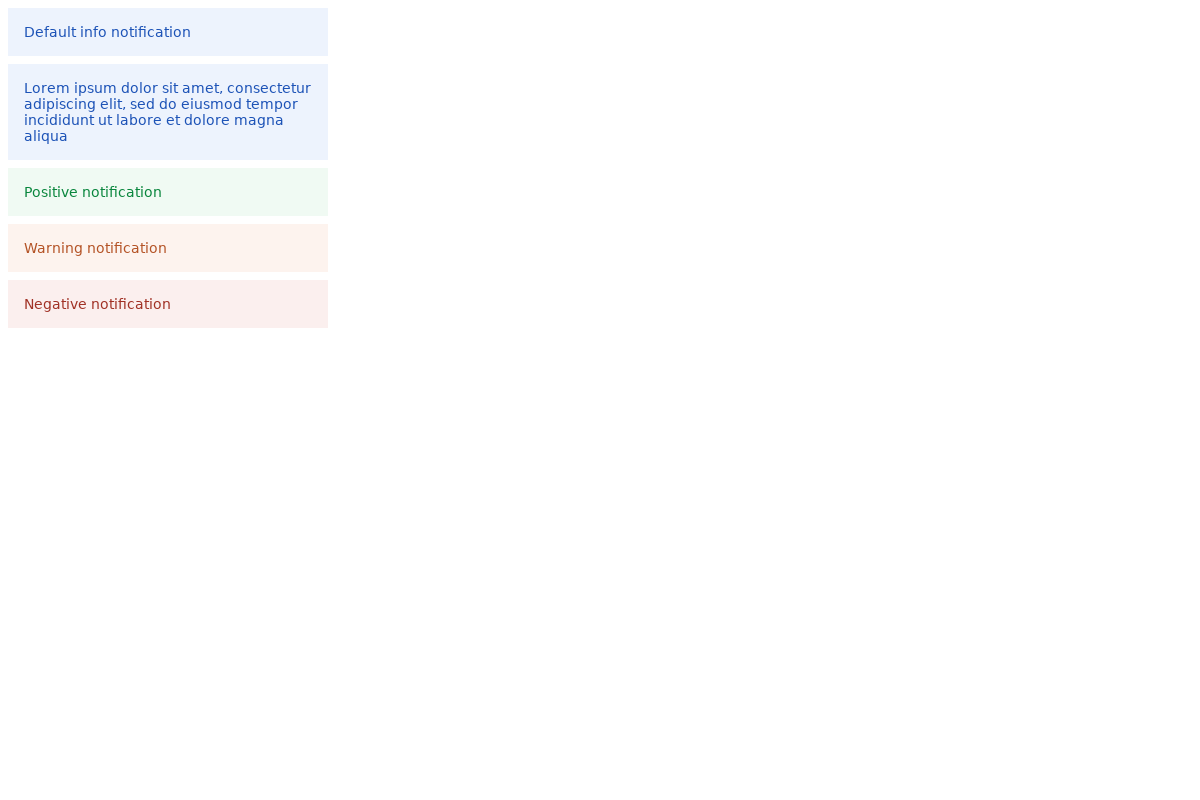 Default info notification
Lorem ipsum dolor sit amet, consectetur
adipiscing elit, sed do eiusmod tempor
incididunt ut labore et dolore magna
aliqua
Positive notification
Warning notification
Negative notification